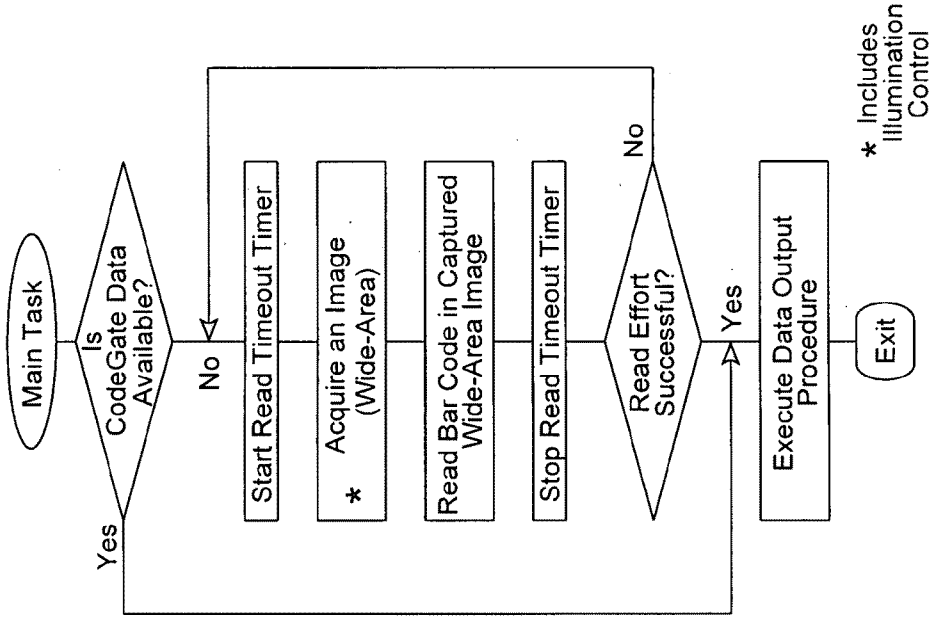 Main Task
Is
CodeGate Data
Available?
Yes
No
Start Read Timeout Timer
* Acquire an Image
(Wide-Area)
Read Bar Code in Captured
Wide-Area Image
Stop Read Timeout Timer
Read Effort
Successful?
No
Yes
Execute Data Output
Procedure
Exit
* Includes
Illumination
Control